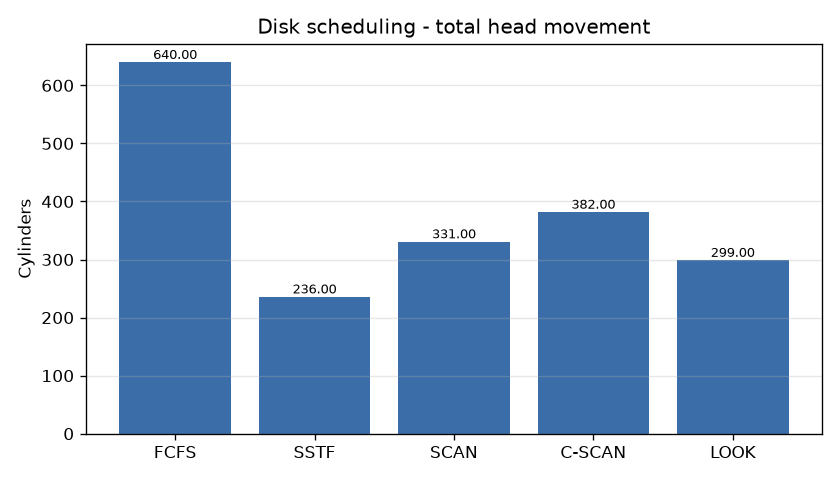 Disk scheduling - total head movement
Cylinders
600
500
400
300
200
100
0
640.00
236.00
331.00
382.00
299.00
FCFS
SSTF
SCAN
C-SCAN
LOOK